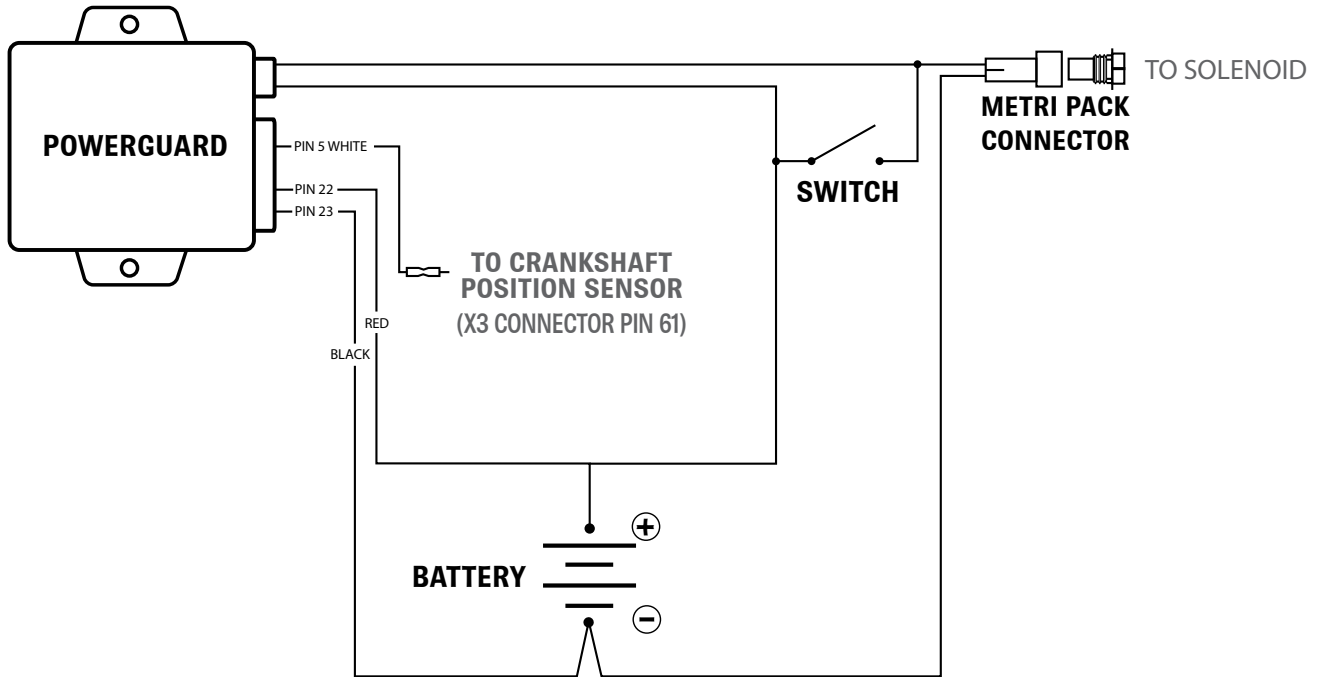 TO SOLENOID
METRI PACK
CONNECTOR
POWERGUARD
PIN 5 WHITE
PIN 22
PIN 23
SWITCH
TO CRANKSHAFT
POSITION SENSOR
(X3 CONNECTOR PIN 61)
RED
BLACK
+
BATTERY
−